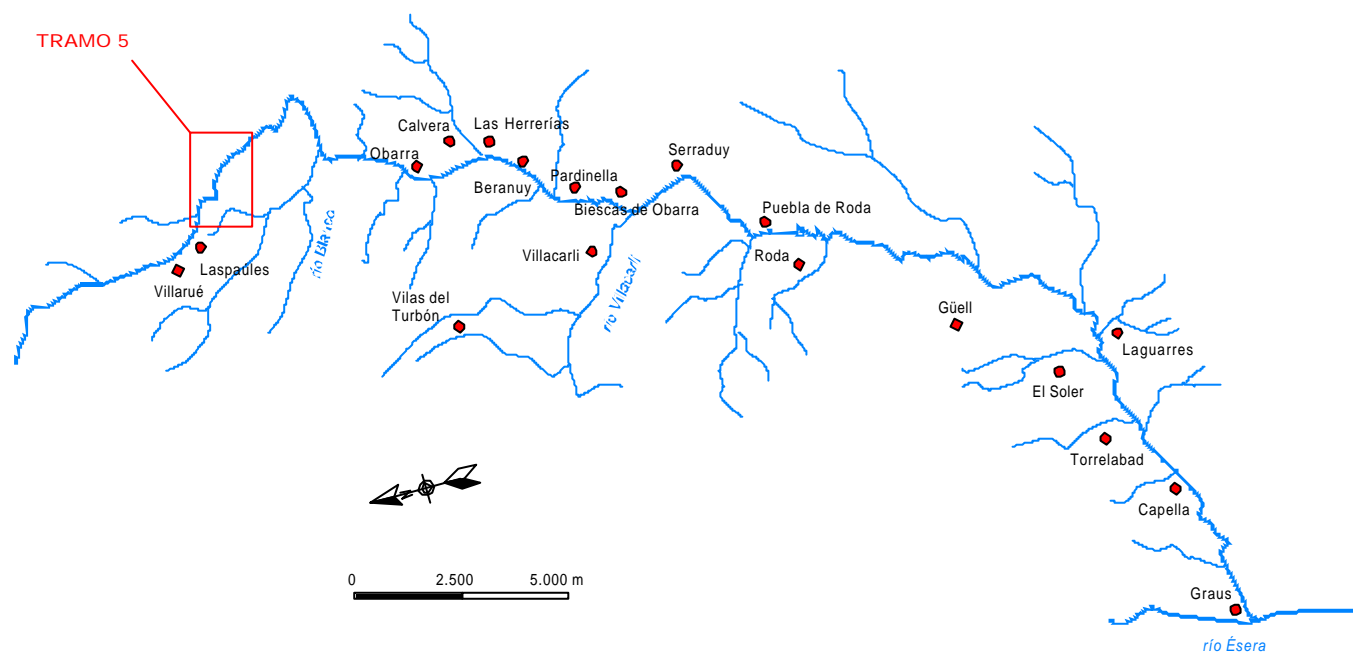 TRAMO 5
Calvera
Las Herrerías
Obarra
Serraduy
Beranuy
Pardinella
Biescas de Obarra
Puebla de Roda
río Blanco
Laspaúles
Villarué
Villacarli
Roda
río Villacarli
Vilas del
Turbón
Güell
Laguarres
El Soler
Torrelabad
Capella
N
0 2.500 5.000 m
Graus
río Ésera